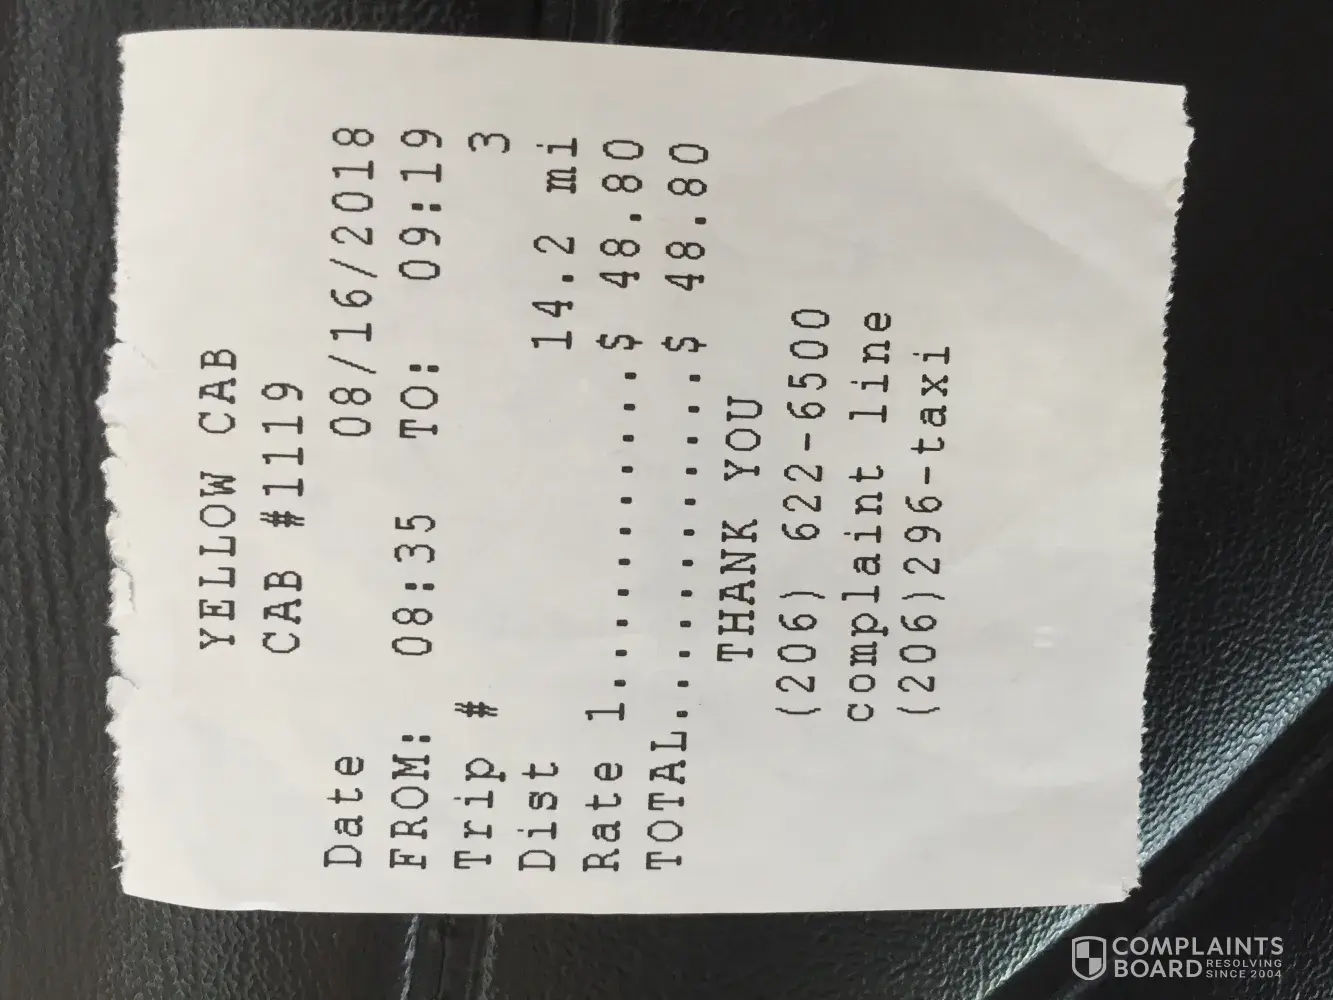 YELLOW CAB
CAB #1119
Date 08/16/2018
FROM: 08:35 TO: 09:19
Trip # 3
Dist 14.2 mi
Rate 1............$ 48.80
TOTAL.............$ 48.80
THANK YOU
(206) 622-6500
complaint line
(206)296-taxi
COMPLAINTS
BOARD RESOLVING
SINCE 2004